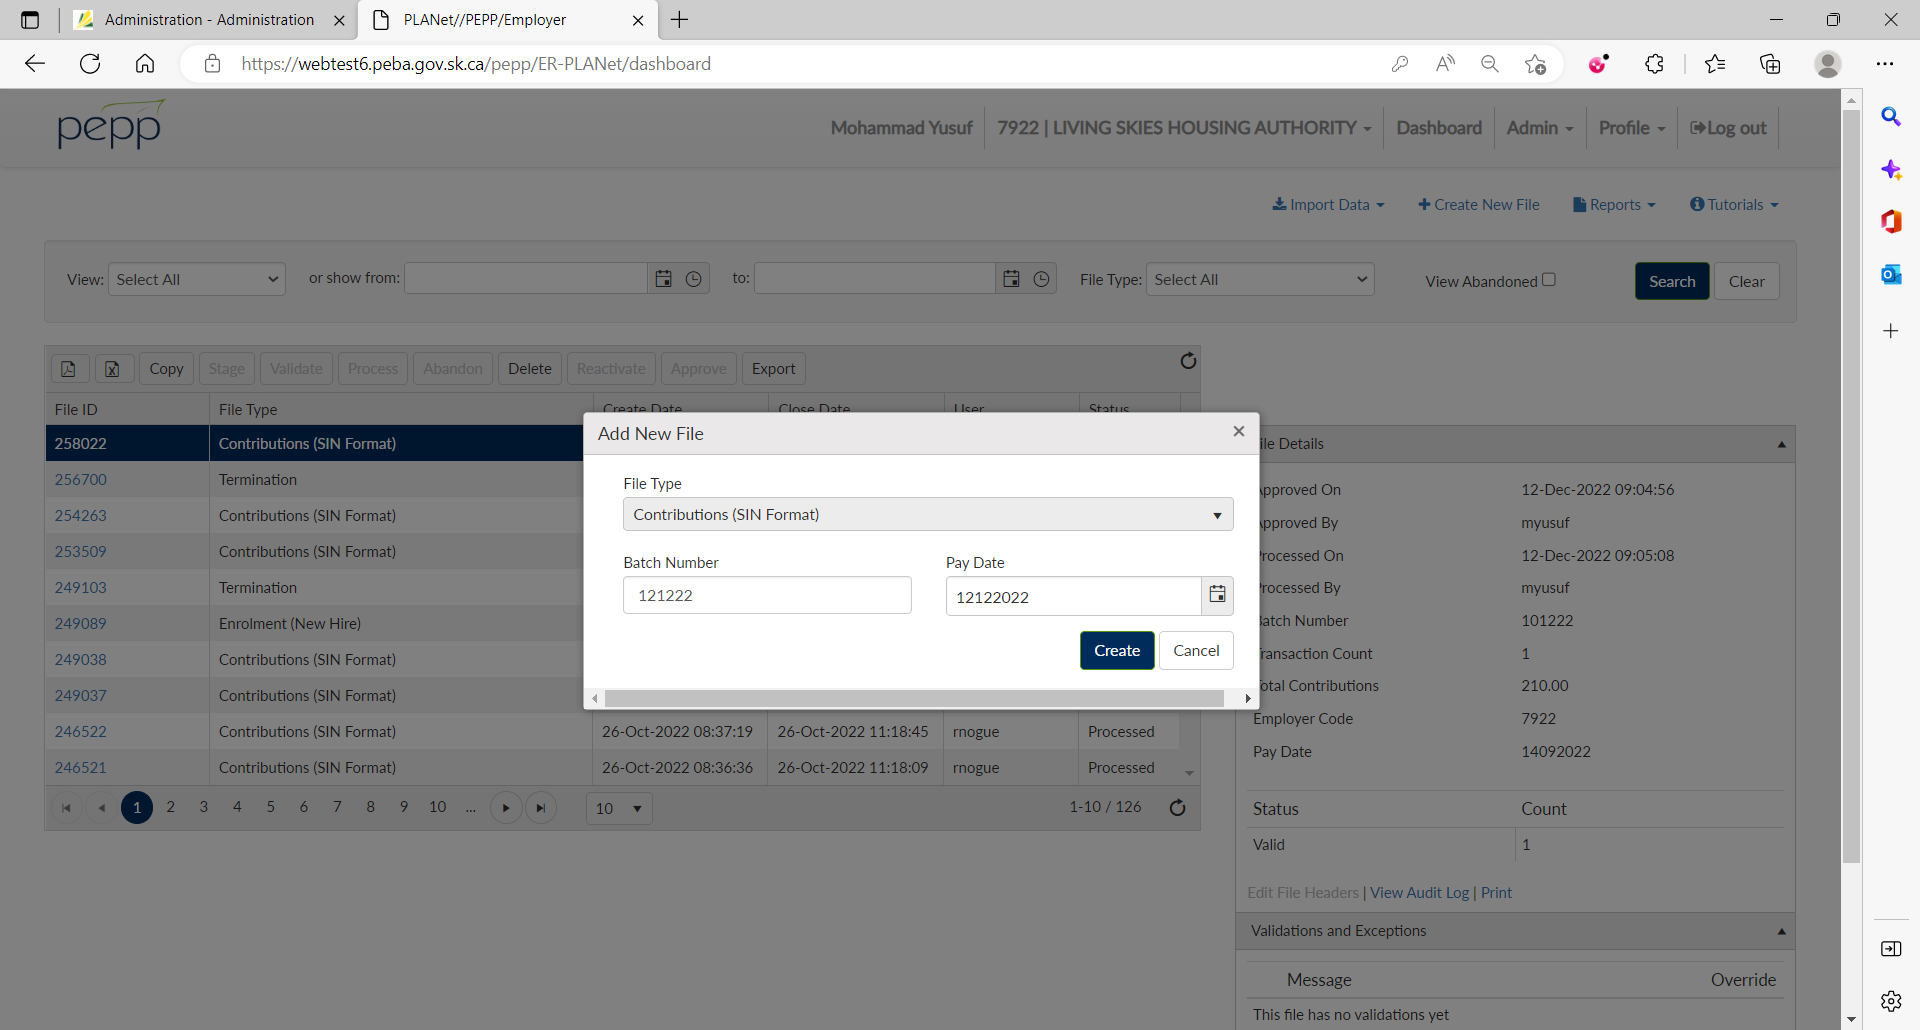 Administration - Administration
PLANet//PEPP/Employer
https://webtest6.peba.gov.sk.ca/pepp/ER-PLANet/dashboard
pepp
Mohammad Yusuf
7922 | LIVING SKIES HOUSING AUTHORITY
Dashboard
Admin
Profile
Log out
Import Data
Create New File
Reports
Tutorials
View: Select All
or show from:
to:
File Type: Select All
View Abandoned
Search
Clear
Copy
Stage
Validate
Process
Abandon
Delete
Reactivate
Approve
Export
File ID
File Type
Create Date
Close Date
User
Status
258022 Contributions (SIN Format)
256700 Termination
254263 Contributions (SIN Format)
253509 Contributions (SIN Format)
249103 Termination
249089 Enrolment (New Hire)
249038 Contributions (SIN Format)
249037 Contributions (SIN Format)
246522 Contributions (SIN Format) 26-Oct-2022 08:37:19 26-Oct-2022 11:18:45 rnogue Processed
246521 Contributions (SIN Format) 26-Oct-2022 08:36:36 26-Oct-2022 11:18:09 rnogue Processed
1 2 3 4 5 6 7 8 9 10 ...
10
1-10 / 126
Add New File
File Type
Contributions (SIN Format)
Batch Number
121222
Pay Date
12122022
Create
Cancel
ile Details
pproved On 12-Dec-2022 09:04:56
pproved By myusuf
rocessed On 12-Dec-2022 09:05:08
rocessed By myusuf
atch Number 101222
ransaction Count 1
otal Contributions 210.00
Employer Code 7922
Pay Date 14092022
Status Count
Valid 1
Edit File Headers | View Audit Log | Print
Validations and Exceptions
Message Override
This file has no validations yet